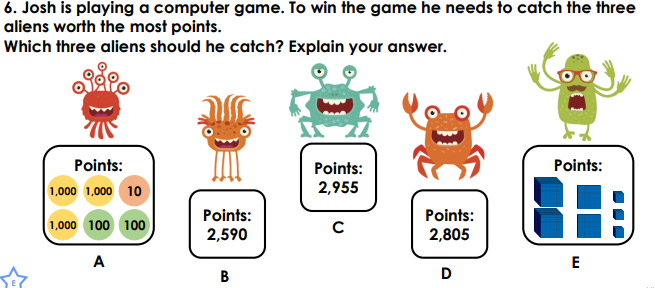 6. Josh is playing a computer game. To win the game he needs to catch the three
aliens worth the most points.
Which three aliens should he catch? Explain your answer.
Points:
1,000 1,000 10
1,000 100 100
A
Points:
2,590
B
Points:
2,955
C
Points:
2,805
D
Points:
E
E